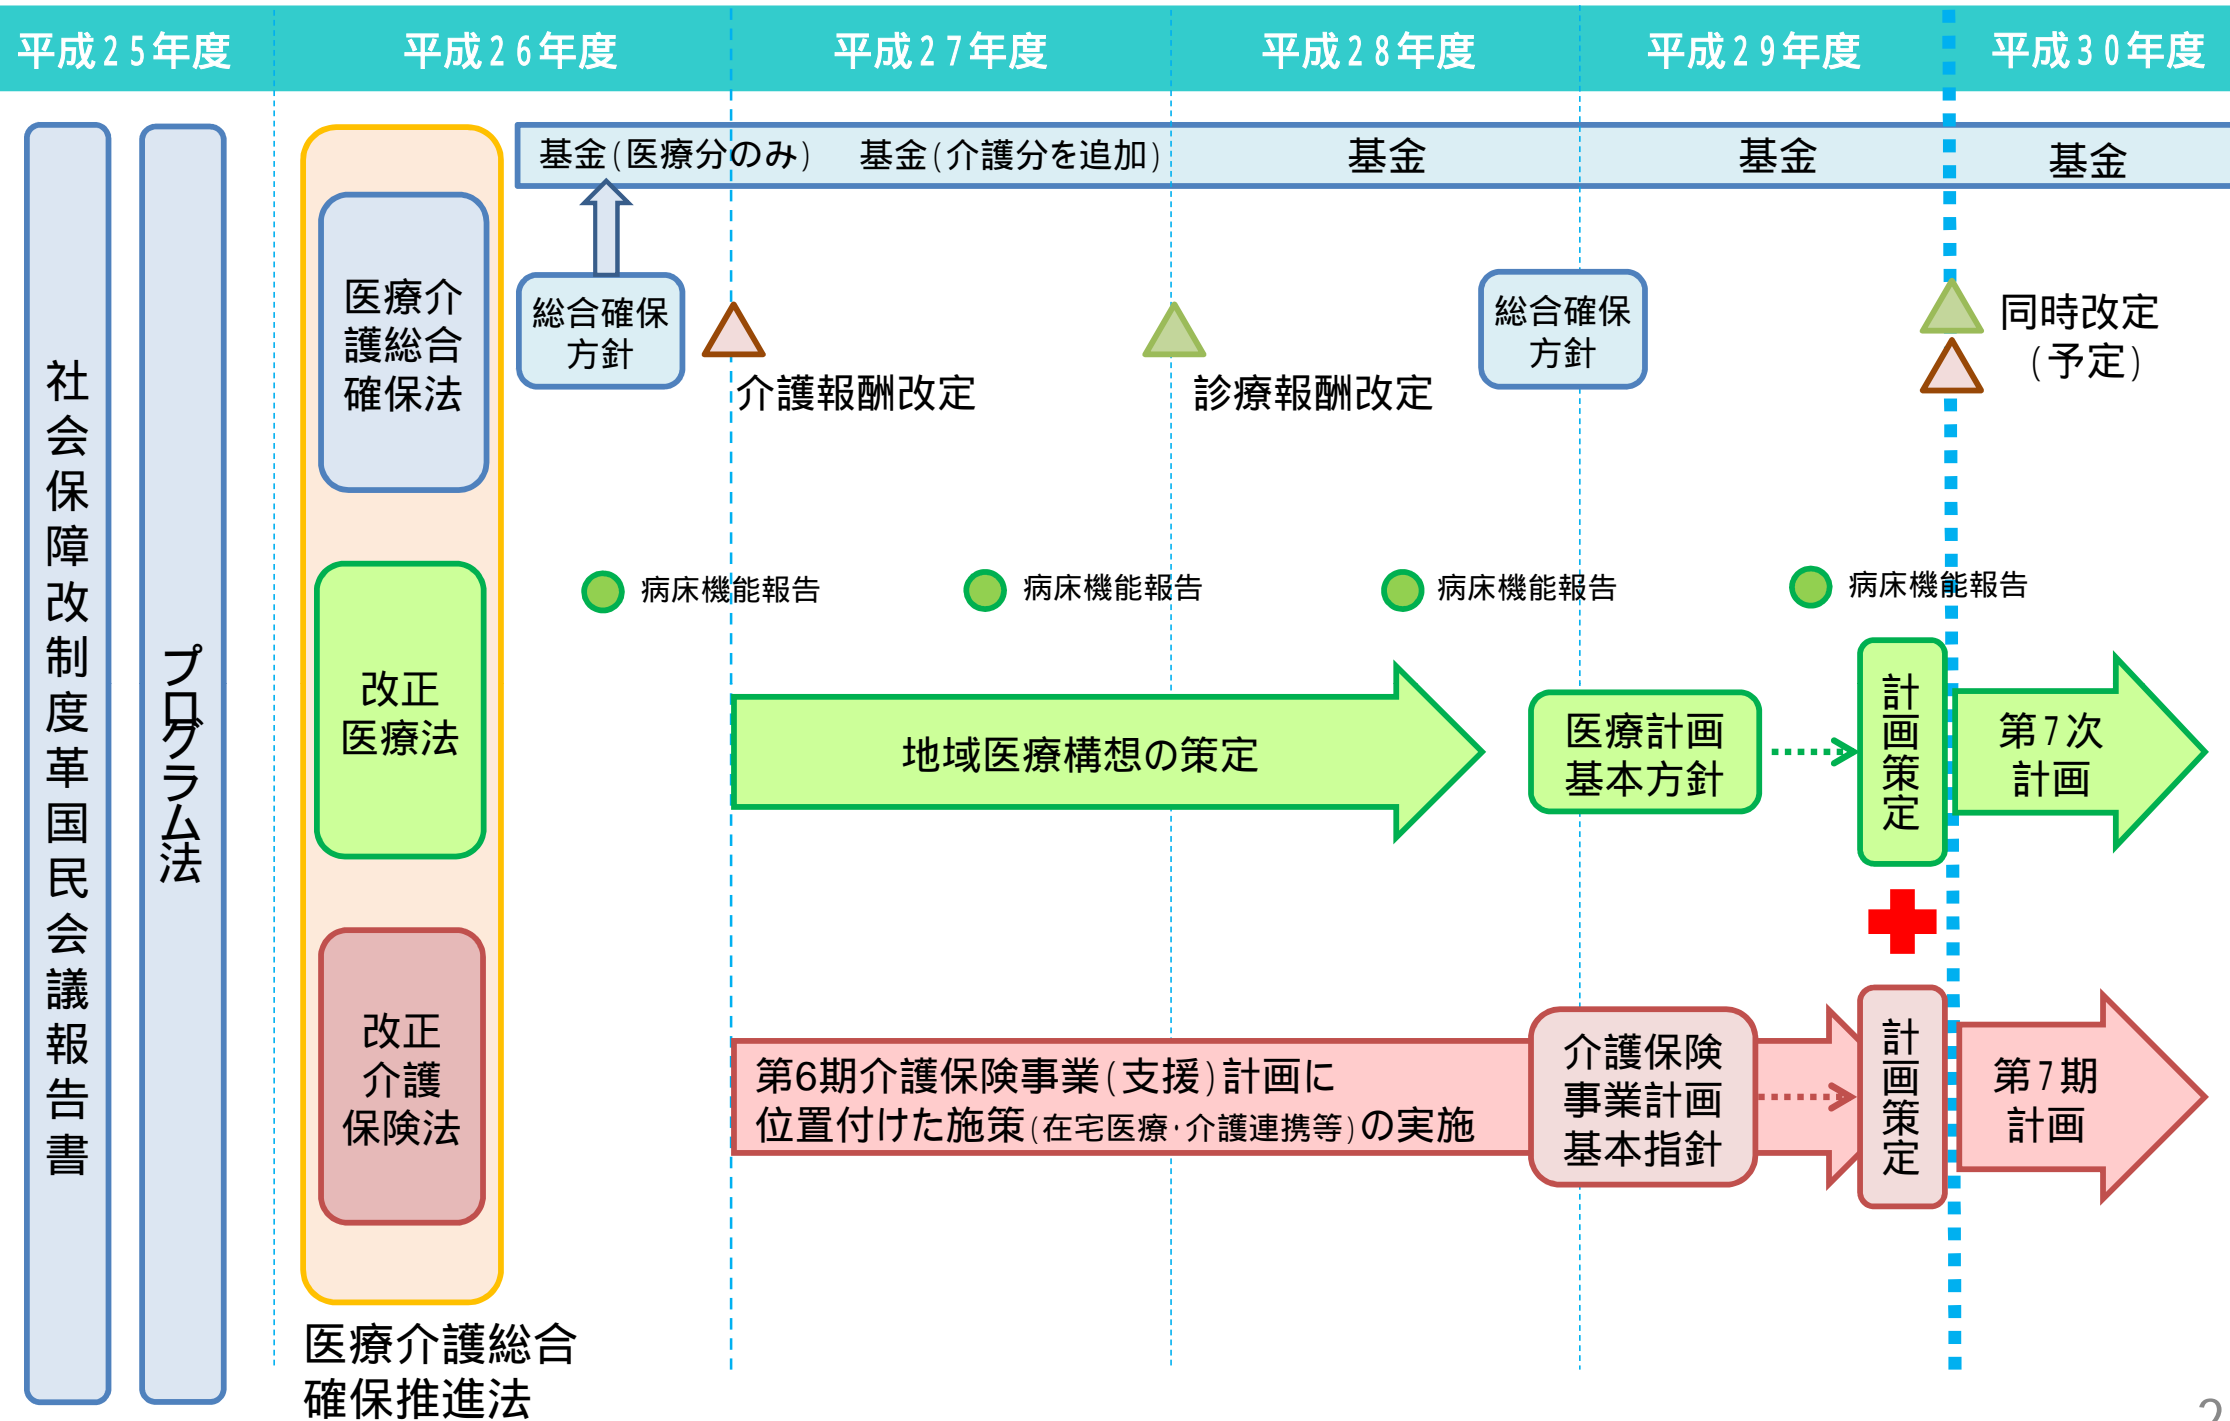 平成25年度
平成26年度
平成27年度
平成28年度
平成29年度
平成30年度
社会保障改制度革国民会議報告書
プログラム法
基金(医療分のみ)
基金(介護分を追加)
基金
基金
基金
医療介
護総合
確保法
総合確保
方針
介護報酬改定
診療報酬改定
総合確保
方針
同時改定
(予定)
病床機能報告
病床機能報告
病床機能報告
病床機能報告
改正
医療法
地域医療構想の策定
医療計画
基本方針
計画策定
第7次
計画
改正
介護
保険法
第6期介護保険事業(支援)計画に
位置付けた施策(在宅医療・介護連携等)の実施
介護保険
事業計画
基本指針
計画策定
第7期
計画
医療介護総合
確保推進法
2